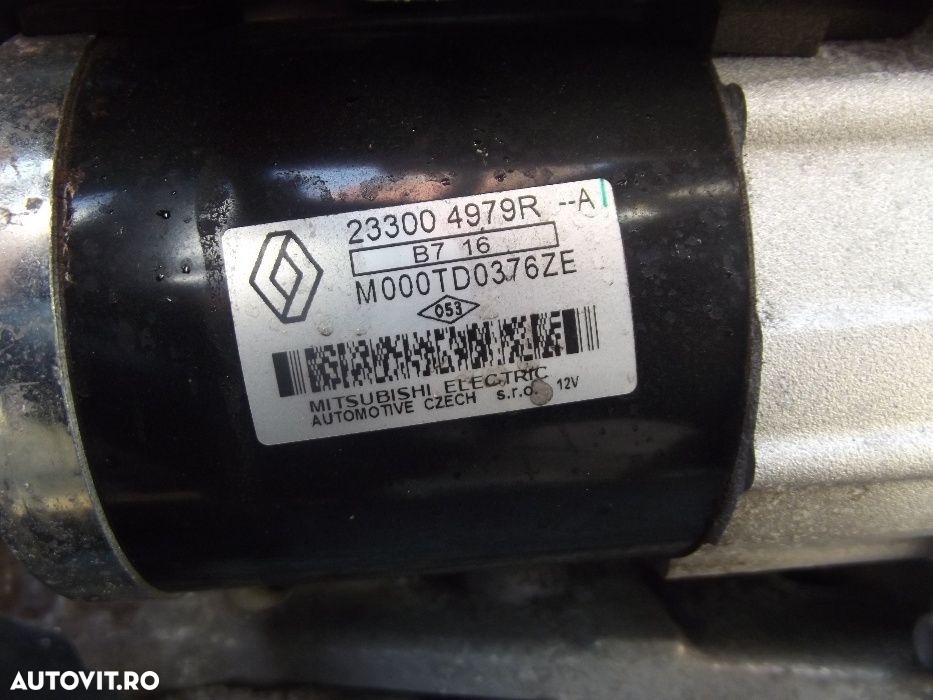 23300 4979R --A
B7 16
M000TD0376ZE
053
MITSUBISHI ELECTRIC
AUTOMOTIVE CZECH s.r.o. 12V
AUTOVIT.RO